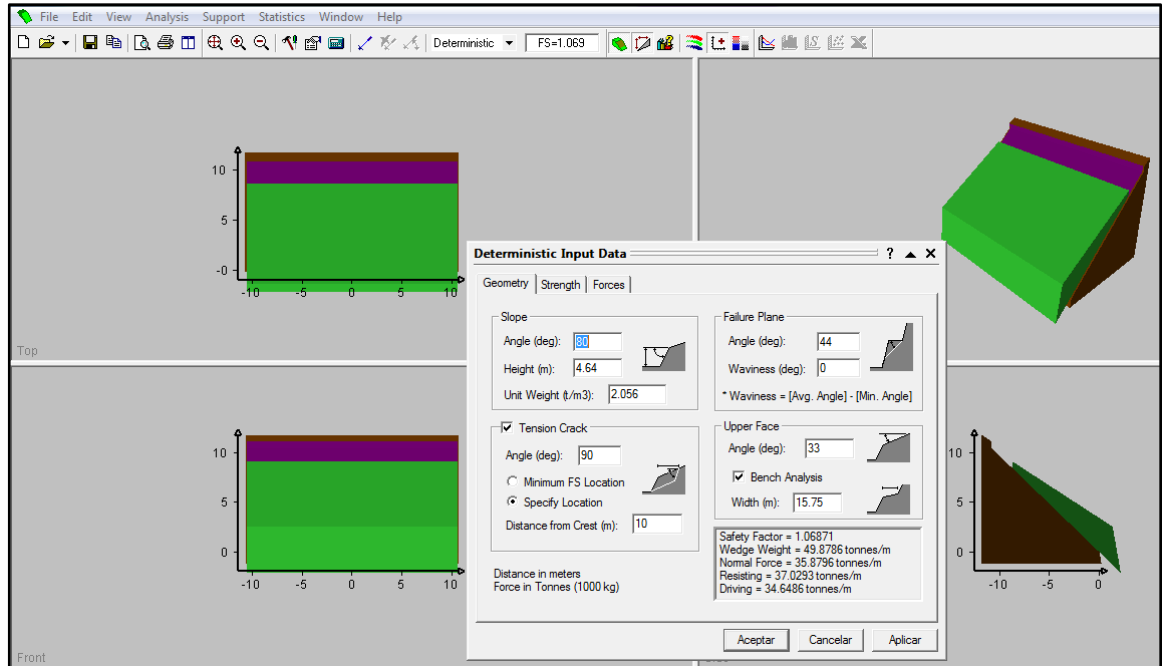 File Edit View Analysis Support Statistics Window Help
Deterministic FS=1.069
10
5
-0
-10 -5 0 5 10
Top
10
5
0
-10 -5 0 5 10
Front
10
5
0
-10 -5 0
Deterministic Input Data ?
Geometry Strength Forces
Slope
Angle (deg): 80
Height (m): 4.64
Unit Weight (t/m3): 2.056
Tension Crack
Angle (deg): 90
Minimum FS Location
Specify Location
Distance from Crest (m): 10
Distance in meters
Force in Tonnes (1000 kg)
Failure Plane
Angle (deg): 44
Waviness (deg): 0
* Waviness = [Avg. Angle] - [Min. Angle]
Upper Face
Angle (deg): 33
Bench Analysis
Width (m): 15.75
Safety Factor = 1.06871
Wedge Weight = 49.8786 tonnes/m
Normal Force = 35.8796 tonnes/m
Resisting = 37.0293 tonnes/m
Driving = 34.6486 tonnes/m
Aceptar Cancelar Aplicar